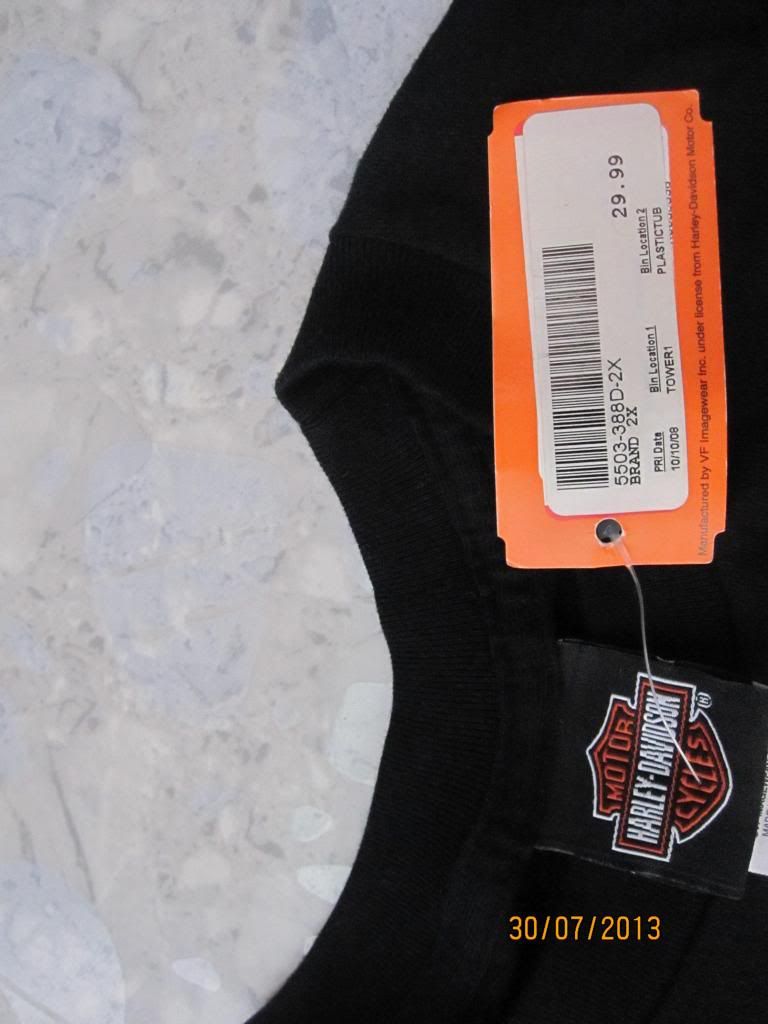 29.99
5503-388D-2X
BRAND 2X
PRI Date Bin Location 1 Bin Location 2
10/10/08 TOWER1 PLASTICTUB
Manufactured by VF Imagewear Inc. under license from Harley-Davidson Motor Co.
MOTOR
HARLEY-DAVIDSON
CYCLES
®
30/07/2013